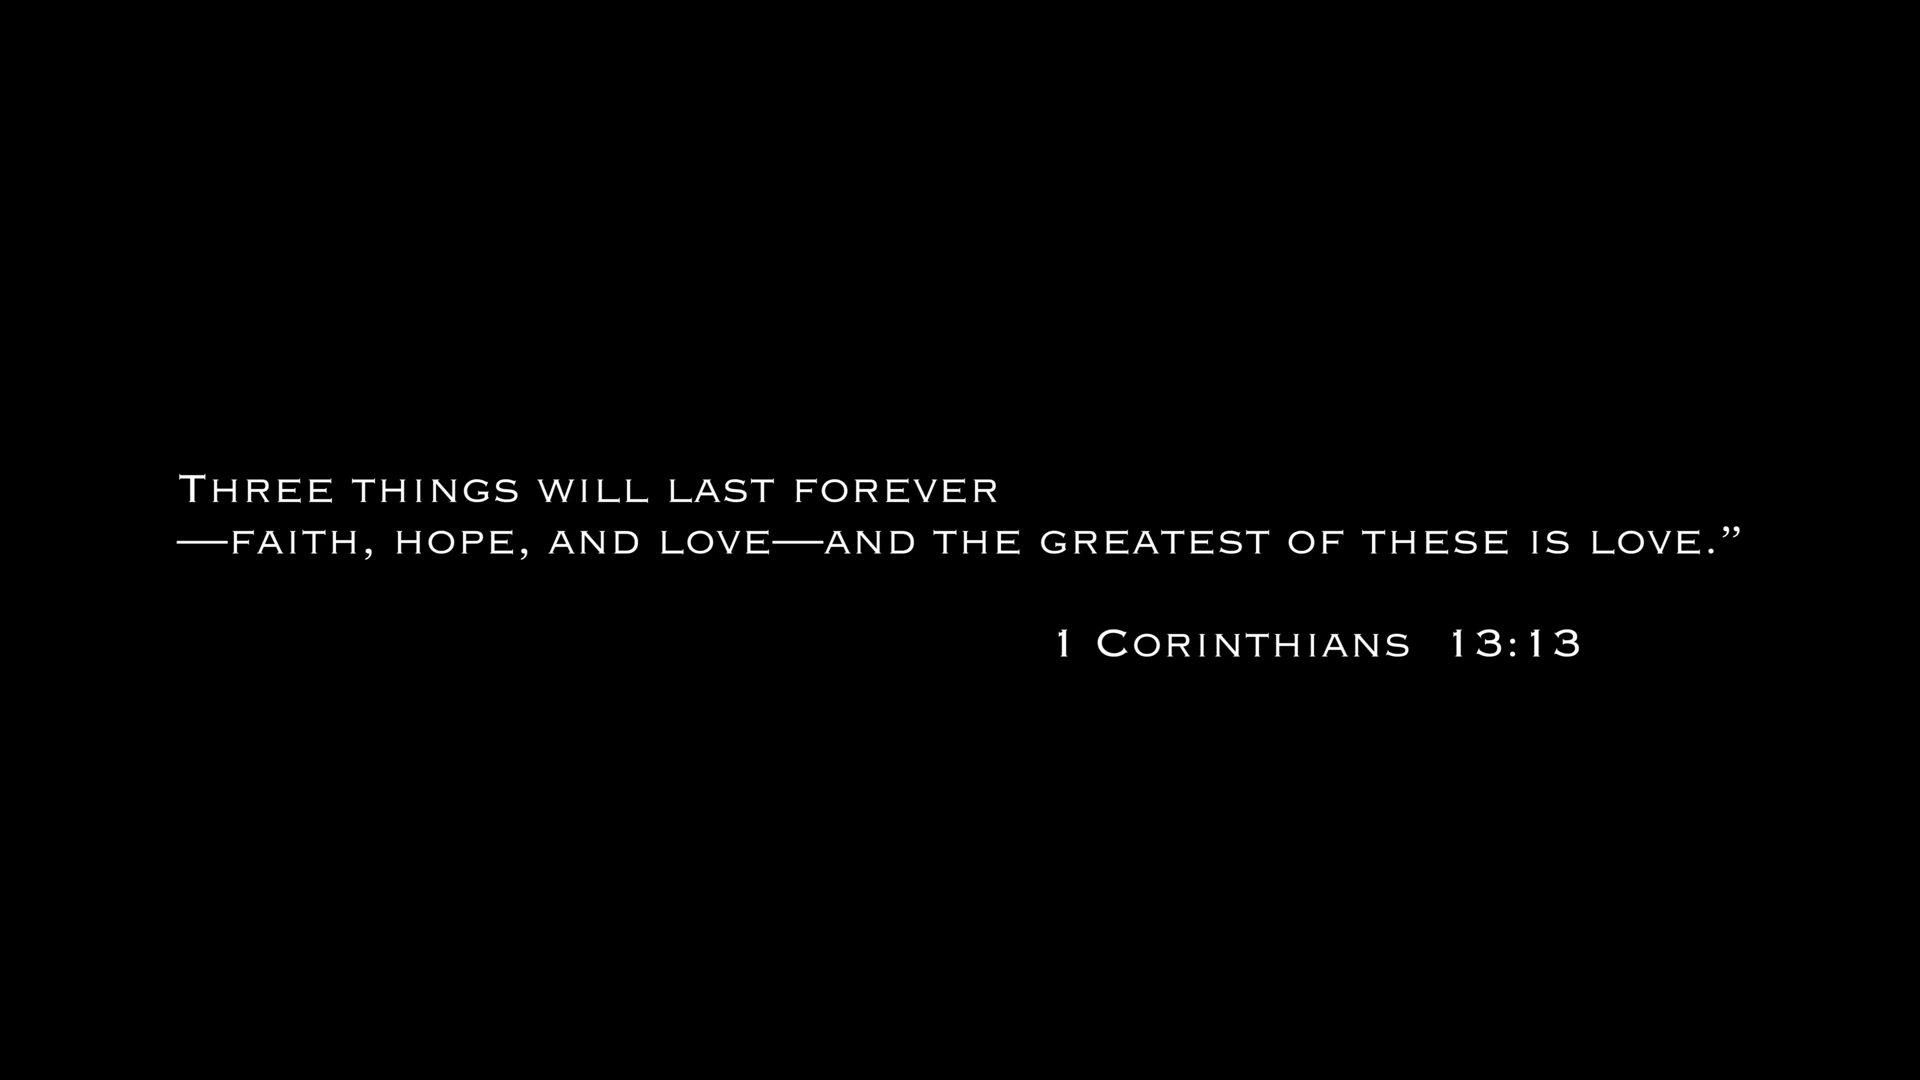 Three things will last forever
—faith, hope, and love—and the greatest of these is love.”
1 Corinthians 13:13